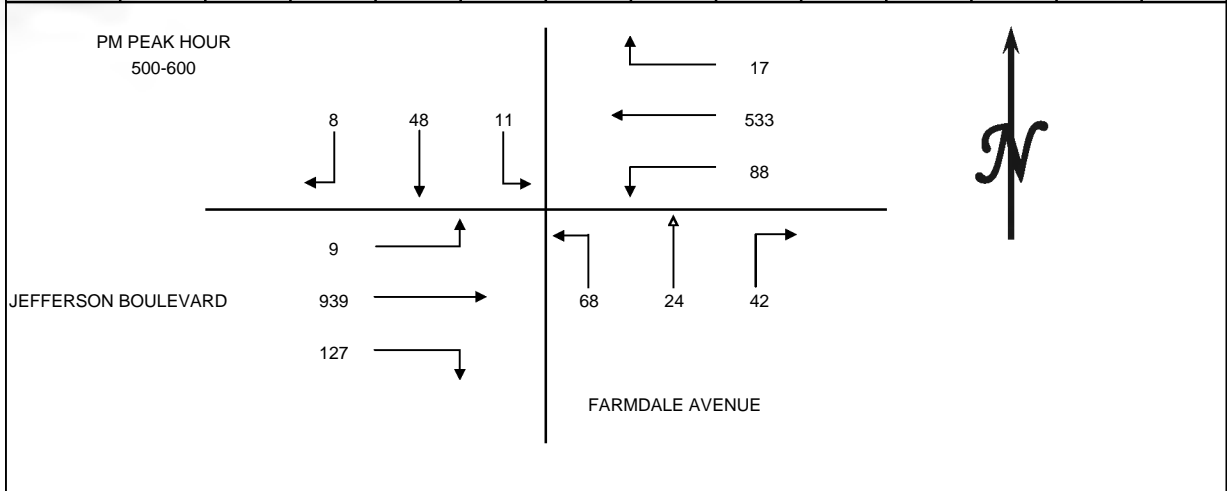 PM PEAK HOUR
500-600
17
8 48 11 533
88
9
JEFFERSON BOULEVARD 939 68 24 42
127
FARMDALE AVENUE
N